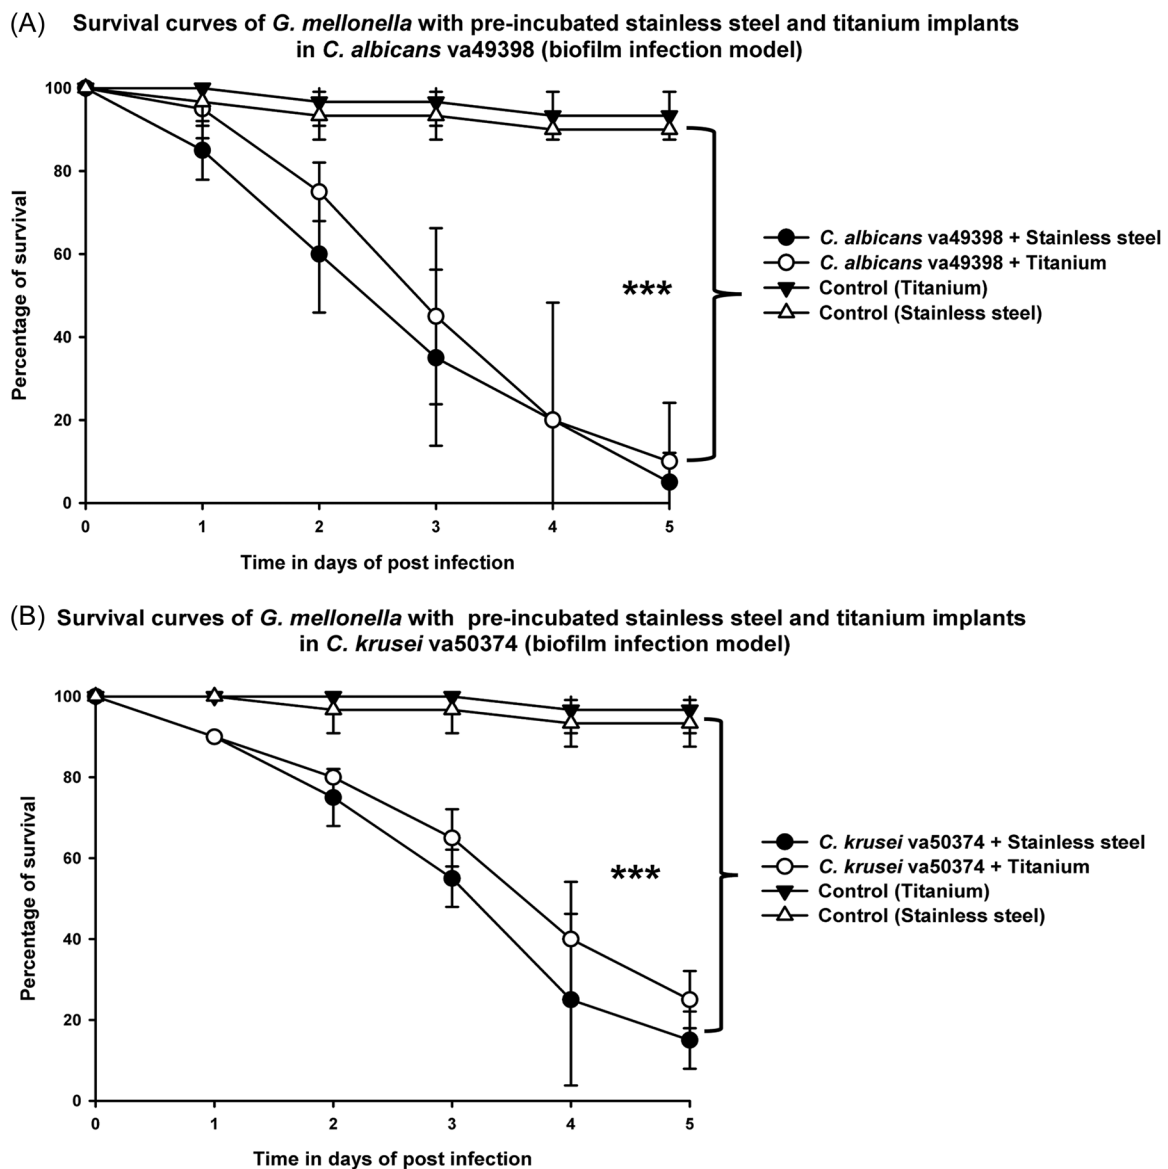 (A) Survival curves of G. mellonella with pre-incubated stainless steel and titanium implants
in C. albicans va49398 (biofilm infection model)
100
80
60
40
20
0
Percentage of survival
0 1 2 3 4 5
Time in days of post infection
***
C. albicans va49398 + Stainless steel
C. albicans va49398 + Titanium
Control (Titanium)
Control (Stainless steel)
(B) Survival curves of G. mellonella with pre-incubated stainless steel and titanium implants
in C. krusei va50374 (biofilm infection model)
100
80
60
40
20
0
Percentage of survival
0 1 2 3 4 5
Time in days of post infection
***
C. krusei va50374 + Stainless steel
C. krusei va50374 + Titanium
Control (Titanium)
Control (Stainless steel)